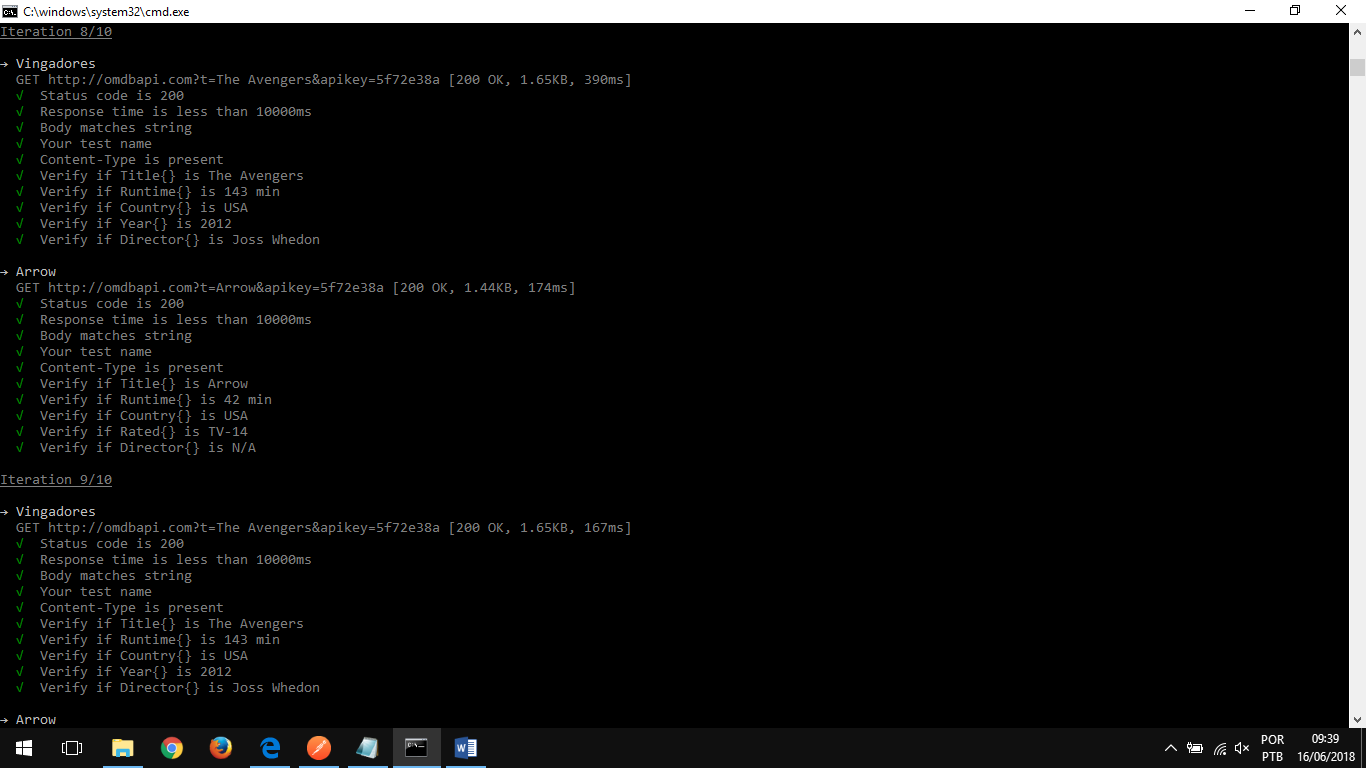 C:\windows\system32\cmd.exe
Iteration 8/10
→ Vingadores
GET http://omdbapi.com?t=The Avengers&apikey=5f72e38a [200 OK, 1.65KB, 390ms]
√ Status code is 200
√ Response time is less than 10000ms
√ Body matches string
√ Your test name
√ Content-Type is present
√ Verify if Title{} is The Avengers
√ Verify if Runtime{} is 143 min
√ Verify if Country{} is USA
√ Verify if Year{} is 2012
√ Verify if Director{} is Joss Whedon
→ Arrow
GET http://omdbapi.com?t=Arrow&apikey=5f72e38a [200 OK, 1.44KB, 174ms]
√ Status code is 200
√ Response time is less than 10000ms
√ Body matches string
√ Your test name
√ Content-Type is present
√ Verify if Title{} is Arrow
√ Verify if Runtime{} is 42 min
√ Verify if Country{} is USA
√ Verify if Rated{} is TV-14
√ Verify if Director{} is N/A
Iteration 9/10
→ Vingadores
GET http://omdbapi.com?t=The Avengers&apikey=5f72e38a [200 OK, 1.65KB, 167ms]
√ Status code is 200
√ Response time is less than 10000ms
√ Body matches string
√ Your test name
√ Content-Type is present
√ Verify if Title{} is The Avengers
√ Verify if Runtime{} is 143 min
√ Verify if Country{} is USA
√ Verify if Year{} is 2012
√ Verify if Director{} is Joss Whedon
→ Arrow
POR 09:39
PTB 16/06/2018